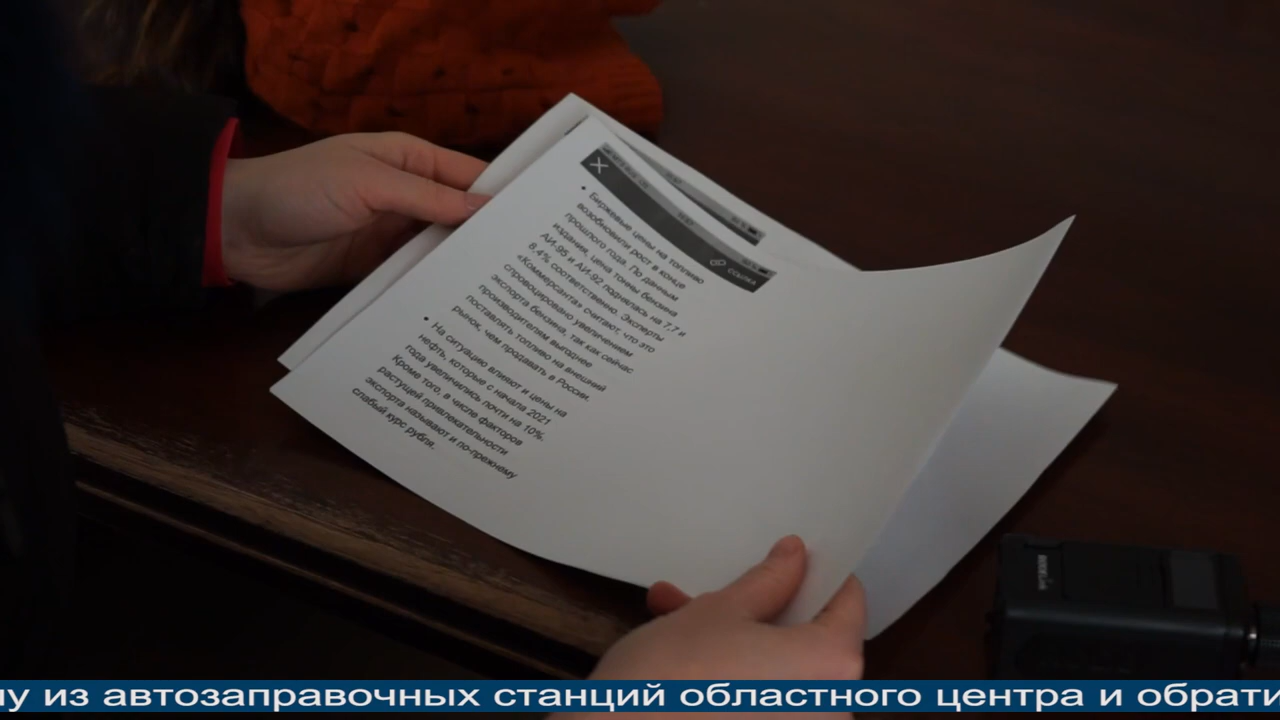 ссылка
• Биржевые цены на топливо
возобновили рост в конце
прошлого года. По данным
издания, цена тонны бензина
АИ-95 и АИ-92 поднялась на 7,7 и
8,4% соответственно. Эксперты
«Коммерсанта» считают, что это
спровоцировано увеличением
экспорта бензина, так как сейчас
производителям выгоднее
поставлять топливо на внешний
рынок, чем продавать в России.
• На ситуацию влияют и цены на
нефть, которые с начала 2021
года увеличились почти на 10%.
Кроме того, в числе факторов
растущей привлекательности
экспорта называют и по-прежнему
слабый курс рубля.
из автозаправочных станций областного центра и обрати